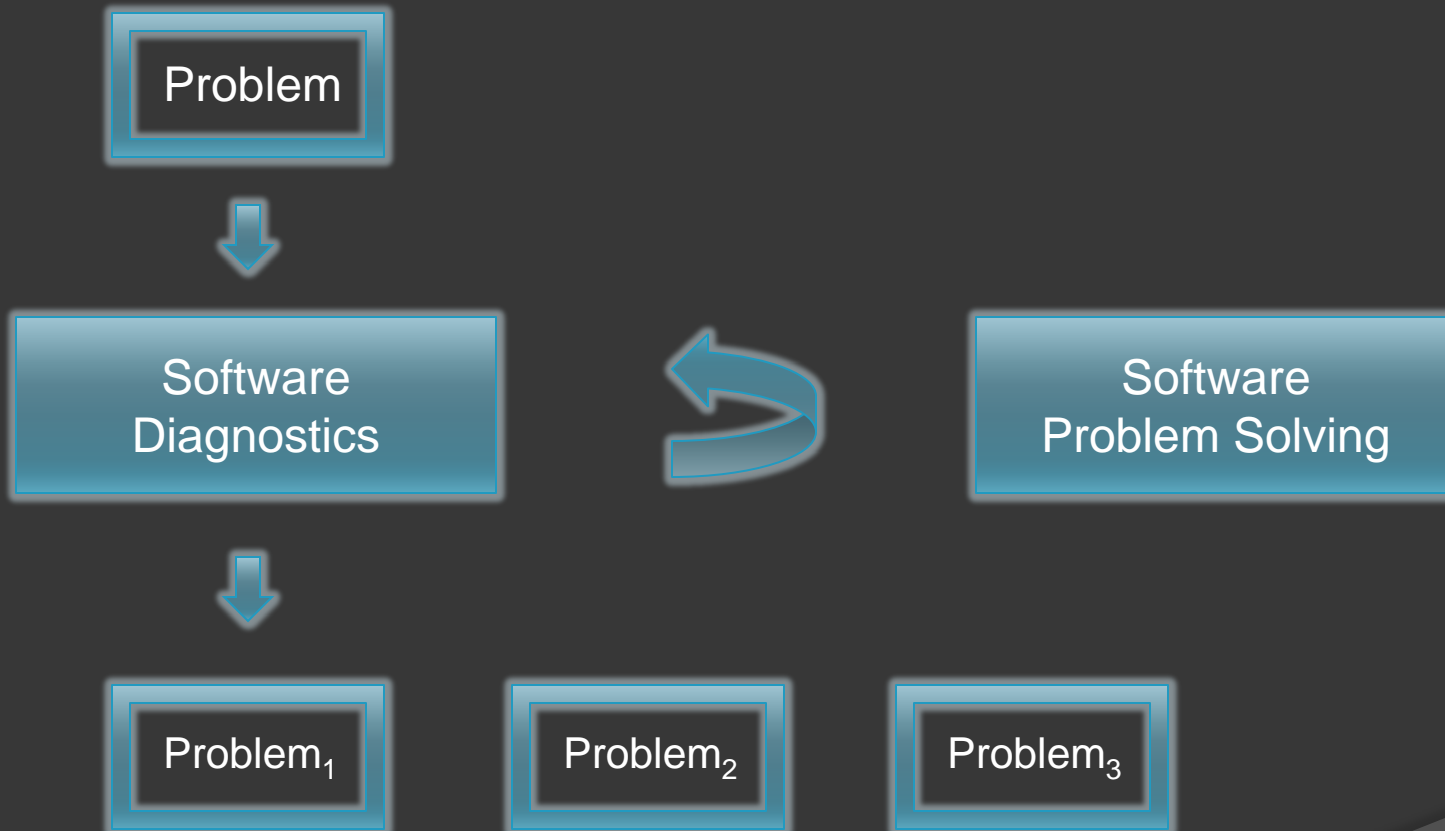 Problem
Software
Diagnostics
Software
Problem Solving
Problem₁
Problem₂
Problem₃